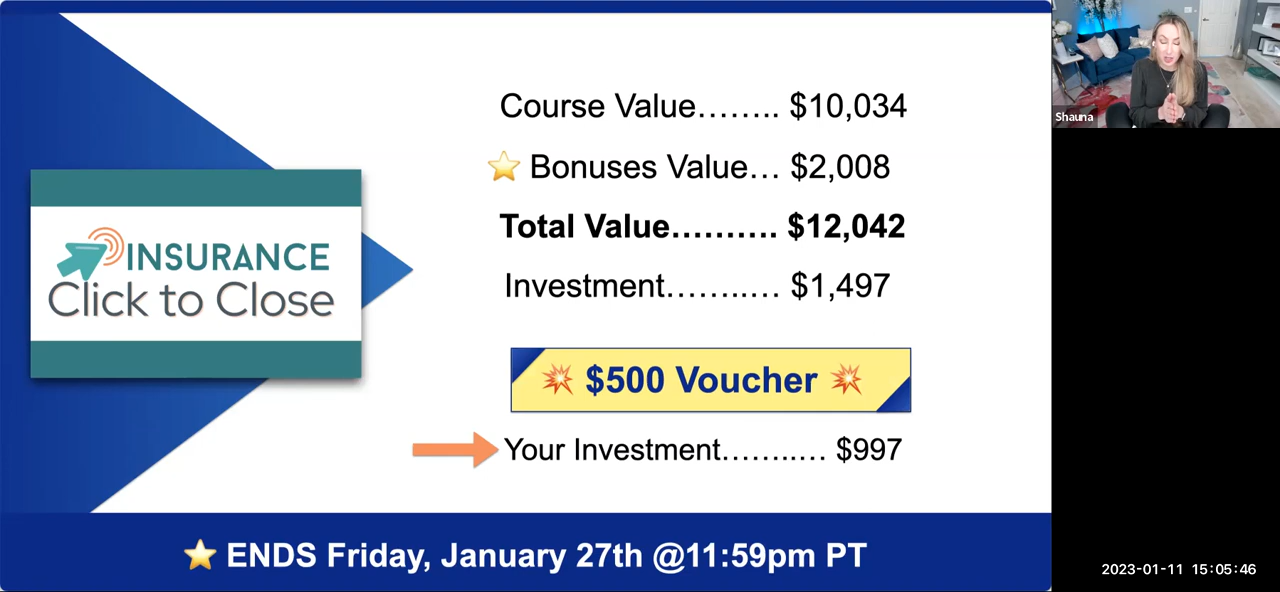 Course Value…….. $10,034
⭐ Bonuses Value… $2,008
Total Value………. $12,042
Investment……..… $1,497
INSURANCE
Click to Close
💥 $500 Voucher 💥
Your Investment……..… $997
⭐ ENDS Friday, January 27th @11:59pm PT
Shauna
2023-01-11 15:05:46